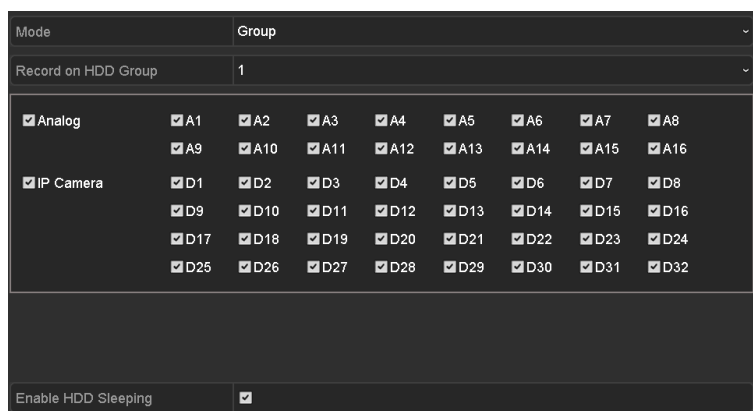 Mode Group
Record on HDD Group 1
Analog A1 A2 A3 A4 A5 A6 A7 A8
A9 A10 A11 A12 A13 A14 A15 A16
IP Camera D1 D2 D3 D4 D5 D6 D7 D8
D9 D10 D11 D12 D13 D14 D15 D16
D17 D18 D19 D20 D21 D22 D23 D24
D25 D26 D27 D28 D29 D30 D31 D32
Enable HDD Sleeping